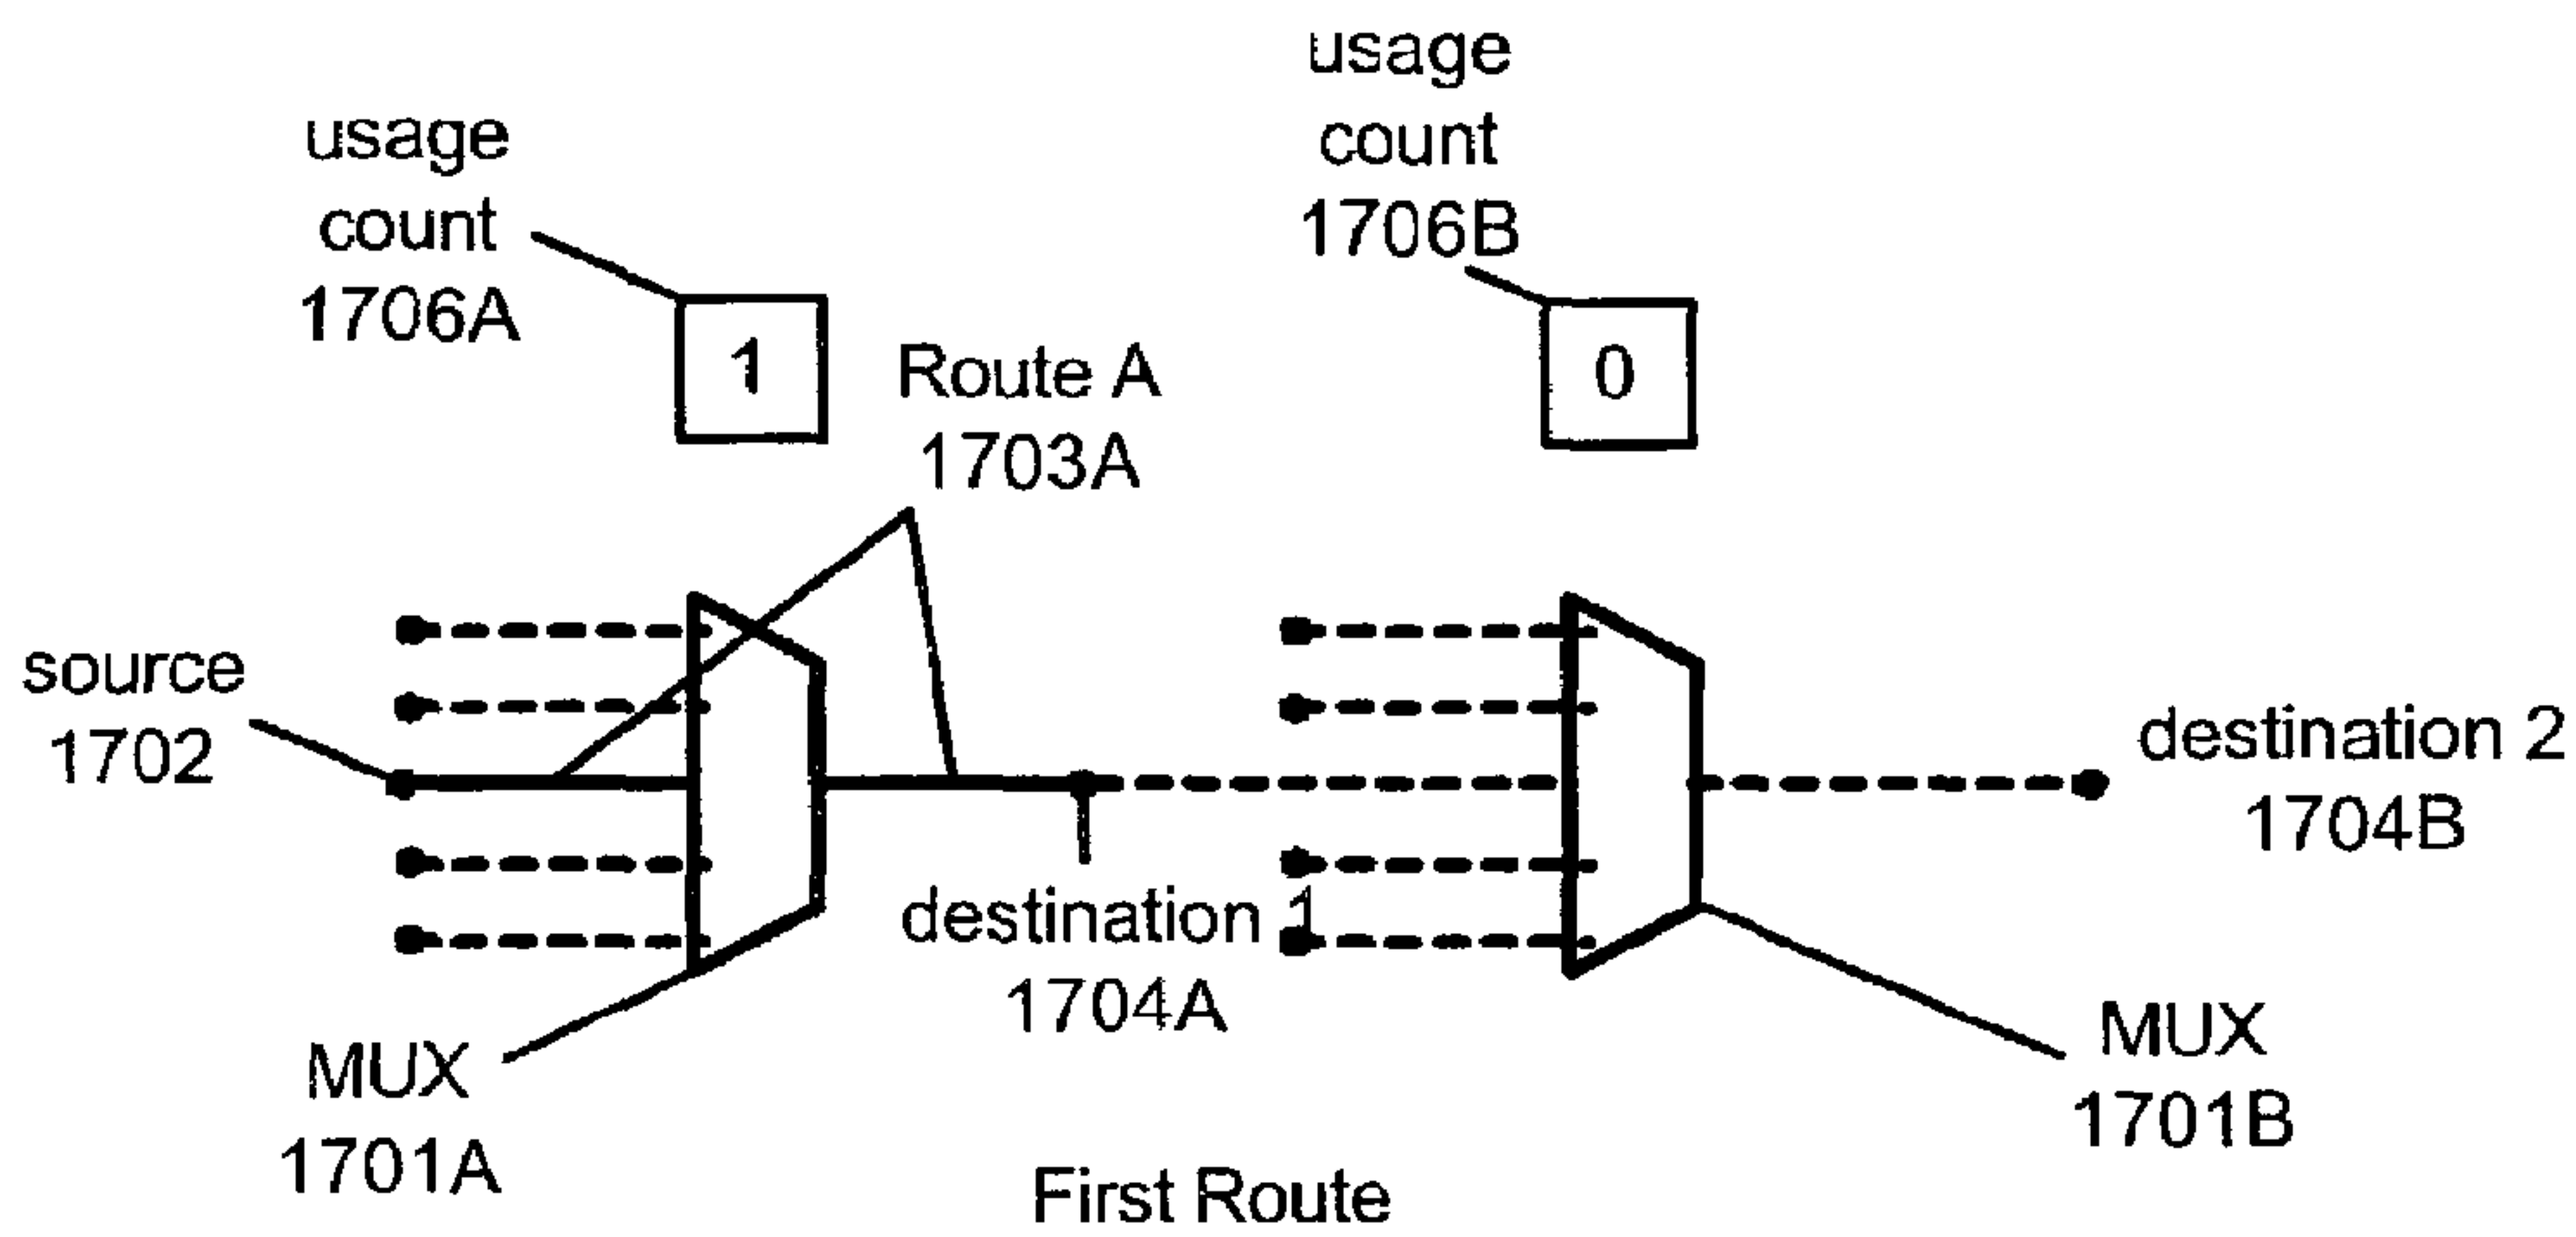 usage
count
1706A
usage
count
1706B
1
0
Route A
1703A
source
1702
destination 2
1704B
destination 1
1704A
MUX
1701A
MUX
1701B
First Route